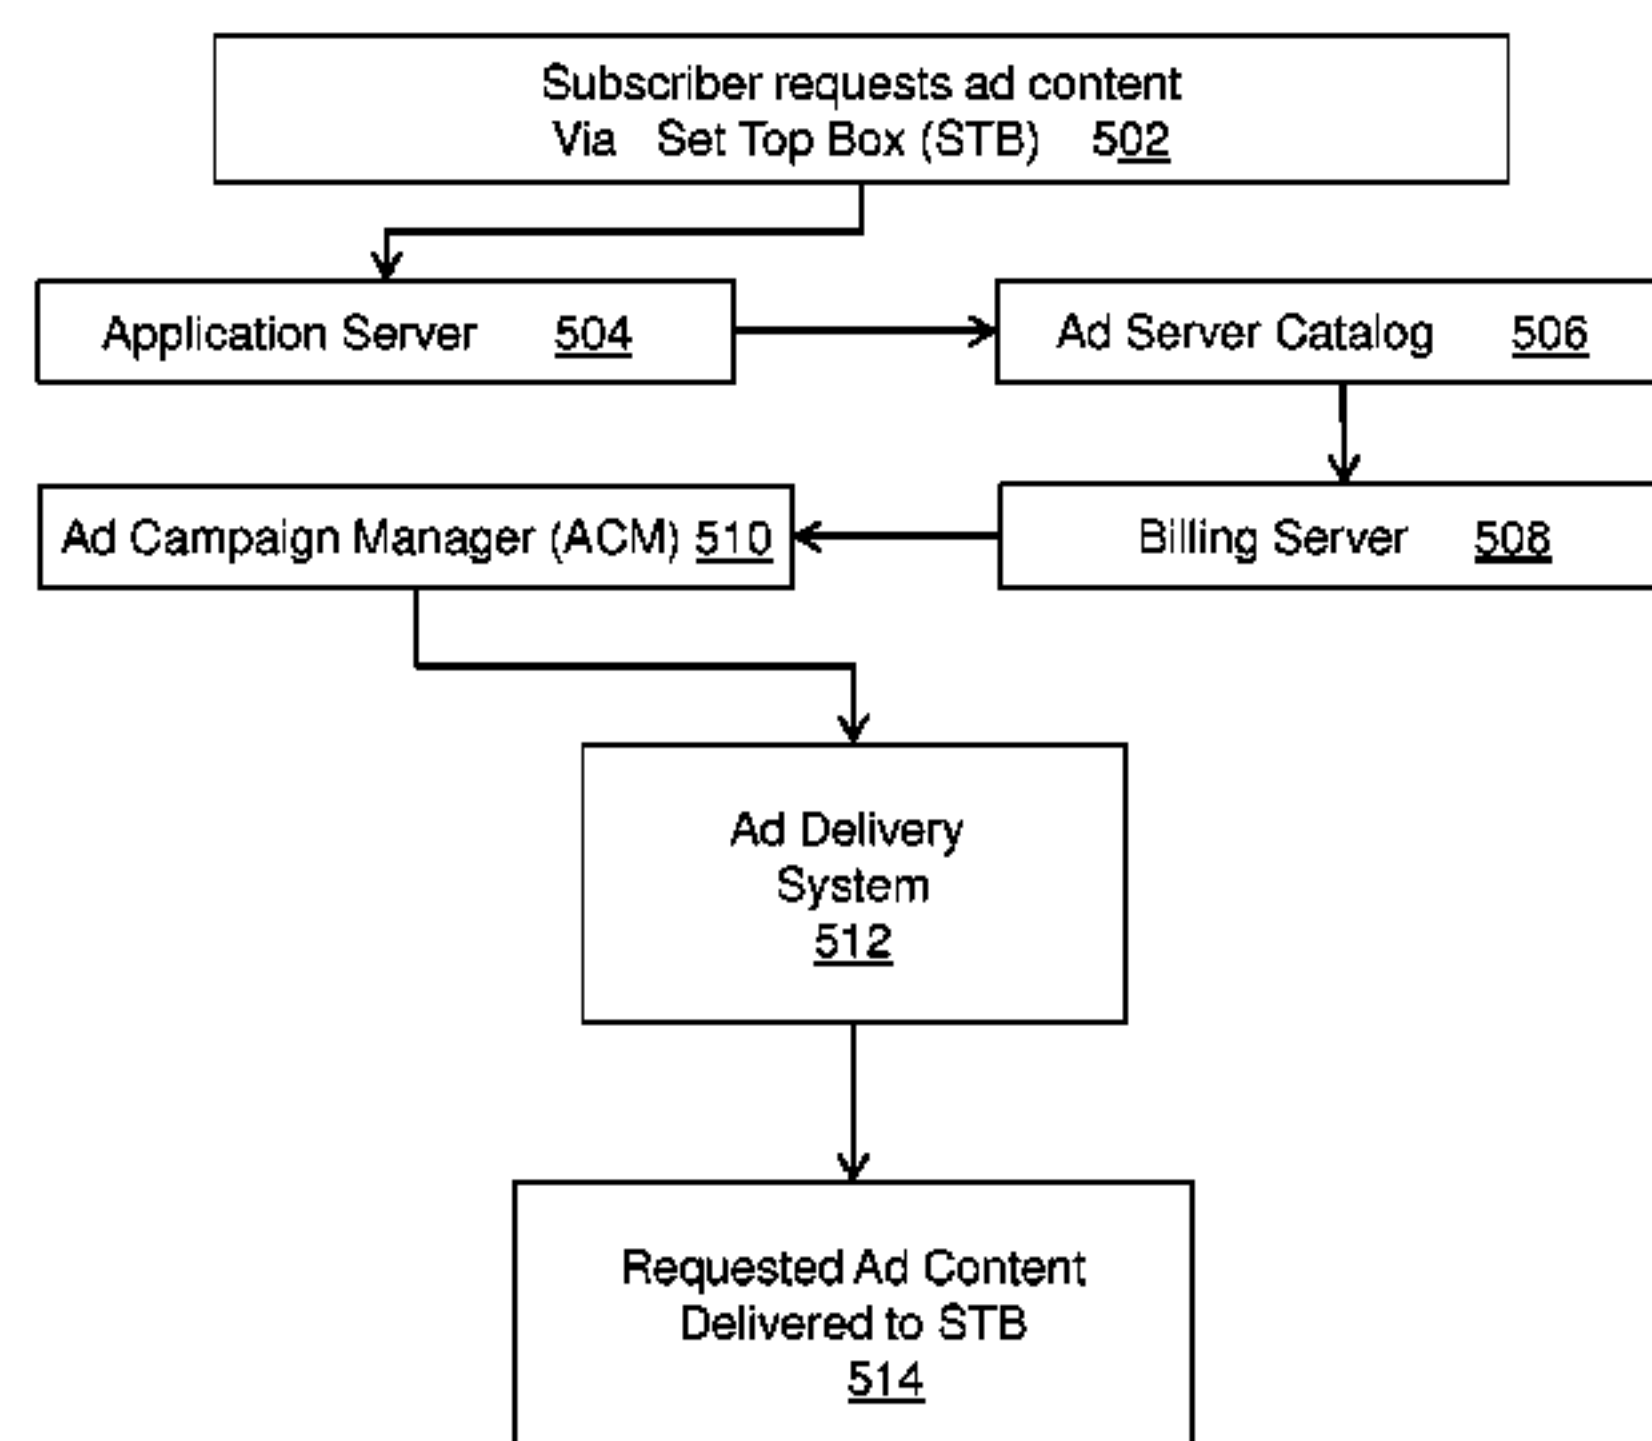 Subscriber requests ad content
Via Set Top Box (STB) 502
Application Server 504
Ad Server Catalog 506
Ad Campaign Manager (ACM) 510
Billing Server 508
Ad Delivery
System
512
Requested Ad Content
Delivered to STB
514